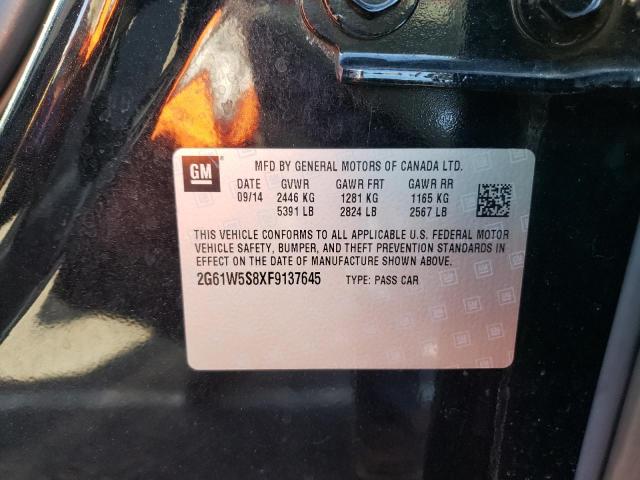 GM MFD BY GENERAL MOTORS OF CANADA LTD.
DATE GVWR GAWR FRT GAWR RR
09/14 2446 KG 1281 KG 1165 KG
5391 LB 2824 LB 2567 LB
THIS VEHICLE CONFORMS TO ALL APPLICABLE U.S. FEDERAL MOTOR
VEHICLE SAFETY, BUMPER, AND THEFT PREVENTION STANDARDS IN
EFFECT ON THE DATE OF MANUFACTURE SHOWN ABOVE.
2G61W5S8XF9137645 TYPE: PASS CAR